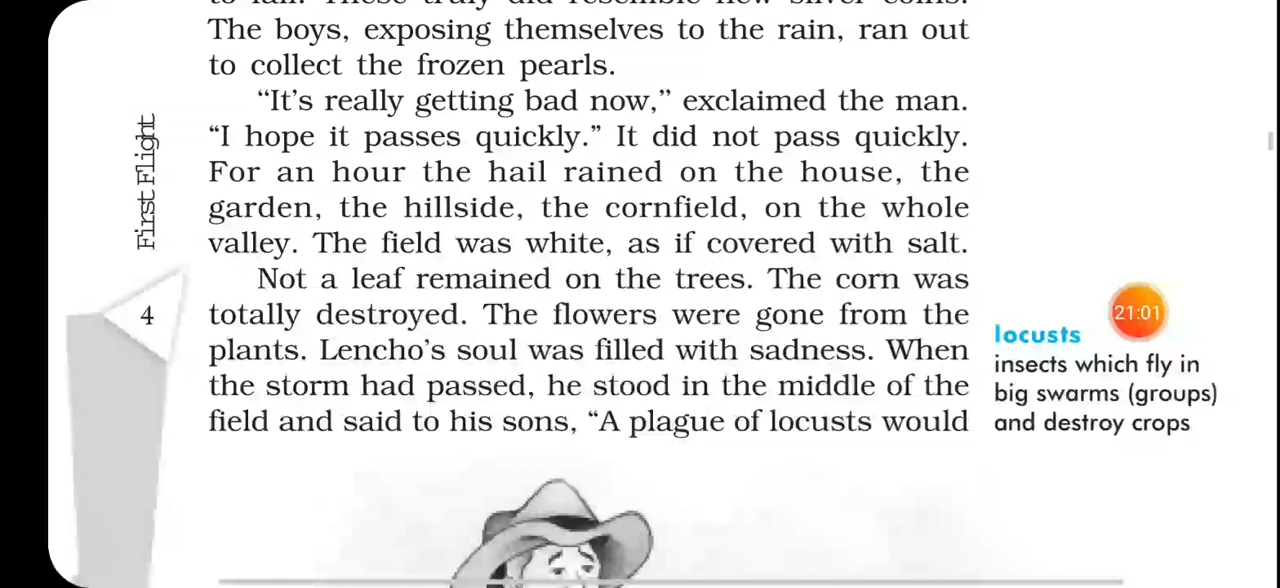 The boys, exposing themselves to the rain, ran out
to collect the frozen pearls.
“It’s really getting bad now,” exclaimed the man.
“I hope it passes quickly.” It did not pass quickly.
For an hour the hail rained on the house, the
garden, the hillside, the cornfield, on the whole
valley. The field was white, as if covered with salt.
Not a leaf remained on the trees. The corn was
totally destroyed. The flowers were gone from the
plants. Lencho’s soul was filled with sadness. When
the storm had passed, he stood in the middle of the
field and said to his sons, “A plague of locusts would
First Flight
4
21:01
locusts
insects which fly in
big swarms (groups)
and destroy crops